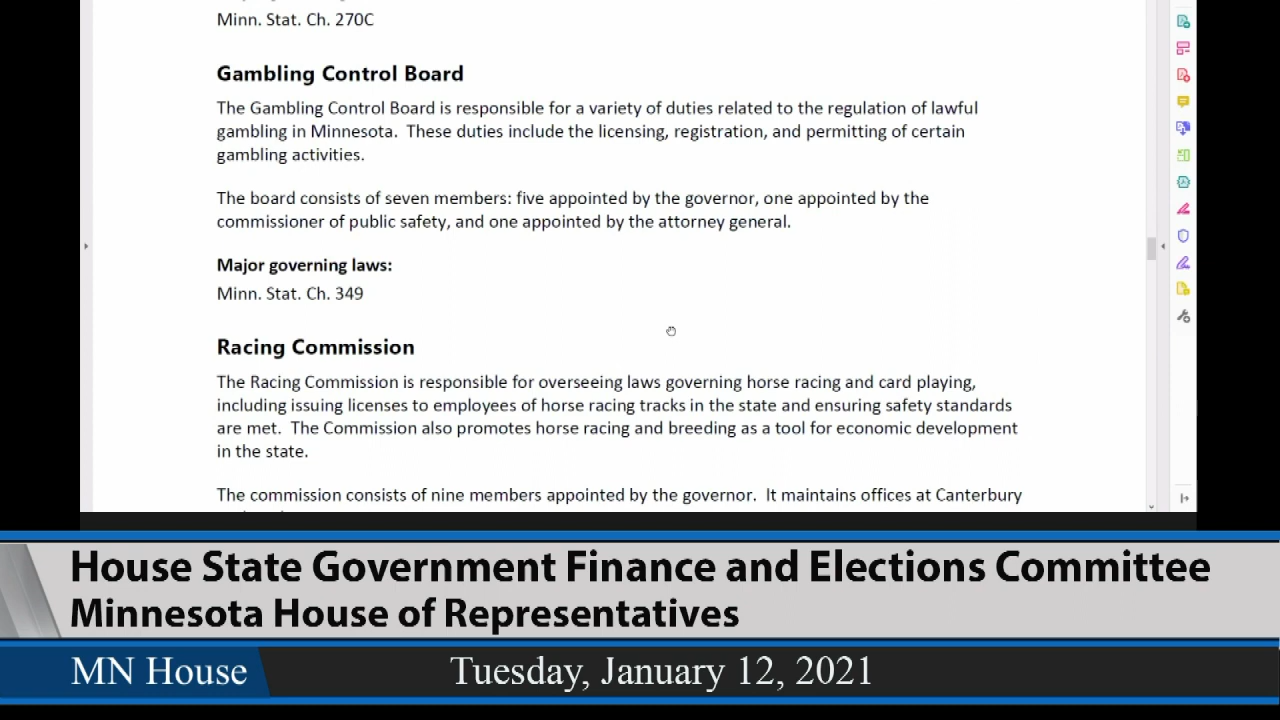 Minn. Stat. Ch. 270C
Gambling Control Board
The Gambling Control Board is responsible for a variety of duties related to the regulation of lawful
gambling in Minnesota.  These duties include the licensing, registration, and permitting of certain
gambling activities.
The board consists of seven members: five appointed by the governor, one appointed by the
commissioner of public safety, and one appointed by the attorney general.
Major governing laws:
Minn. Stat. Ch. 349
Racing Commission
The Racing Commission is responsible for overseeing laws governing horse racing and card playing,
including issuing licenses to employees of horse racing tracks in the state and ensuring safety standards
are met.  The Commission also promotes horse racing and breeding as a tool for economic development
in the state.
The commission consists of nine members appointed by the governor.  It maintains offices at Canterbury
House State Government Finance and Elections Committee
Minnesota House of Representatives
MN House
Tuesday, January 12, 2021